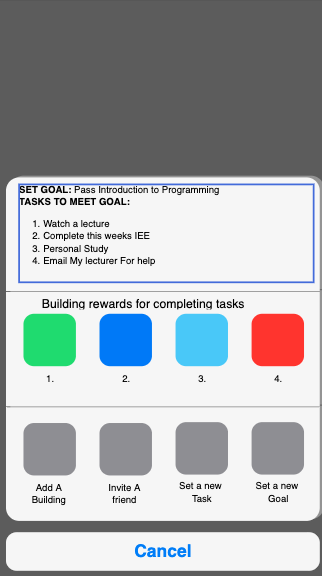 SET GOAL: Pass Introduction to Programming
TASKS TO MEET GOAL:
1. Watch a lecture
2. Complete this weeks IEE
3. Personal Study
4. Email My lecturer For help
Building rewards for completing tasks
1. 2. 3. 4.
Add A Building
Invite A friend
Set a new Task
Set a new Goal
Cancel